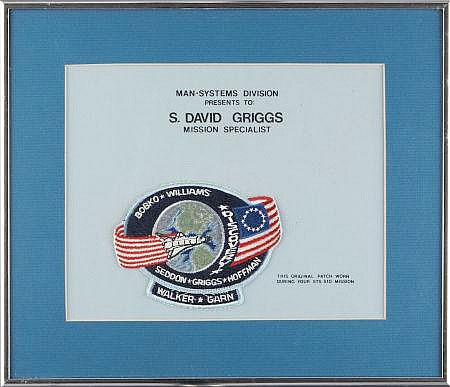 MAN-SYSTEMS DIVISION
PRESENTS TO:
S. DAVID GRIGGS
MISSION SPECIALIST
BOBKO ★ WILLIAMS
DISCOVERY
SEDDON ★ GRIGGS ★ HOFFMAN
WALKER ★ GARN
THIS ORIGINAL PATCH WORN
DURING YOUR STS 51D MISSION